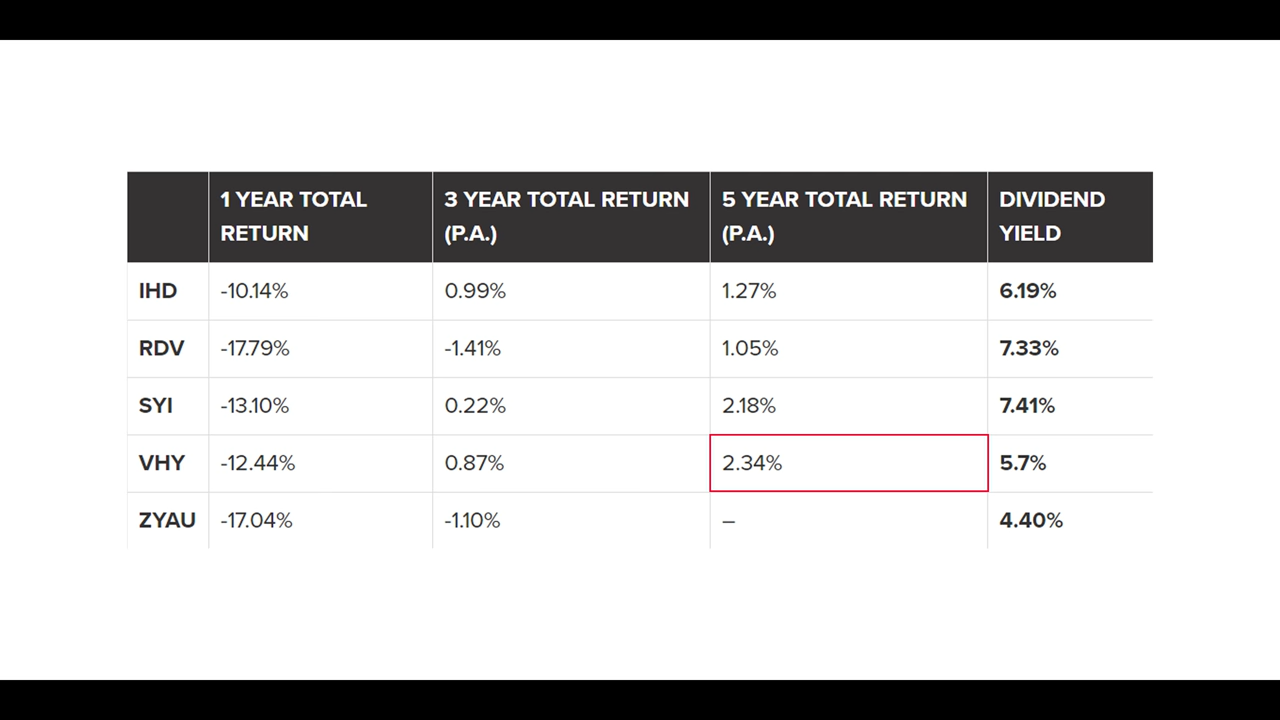 1 YEAR TOTAL RETURN 3 YEAR TOTAL RETURN (P.A.) 5 YEAR TOTAL RETURN (P.A.) DIVIDEND YIELD
IHD -10.14% 0.99% 1.27% 6.19%
RDV -17.79% -1.41% 1.05% 7.33%
SYI -13.10% 0.22% 2.18% 7.41%
VHY -12.44% 0.87% 2.34% 5.7%
ZYAU -17.04% -1.10% – 4.40%